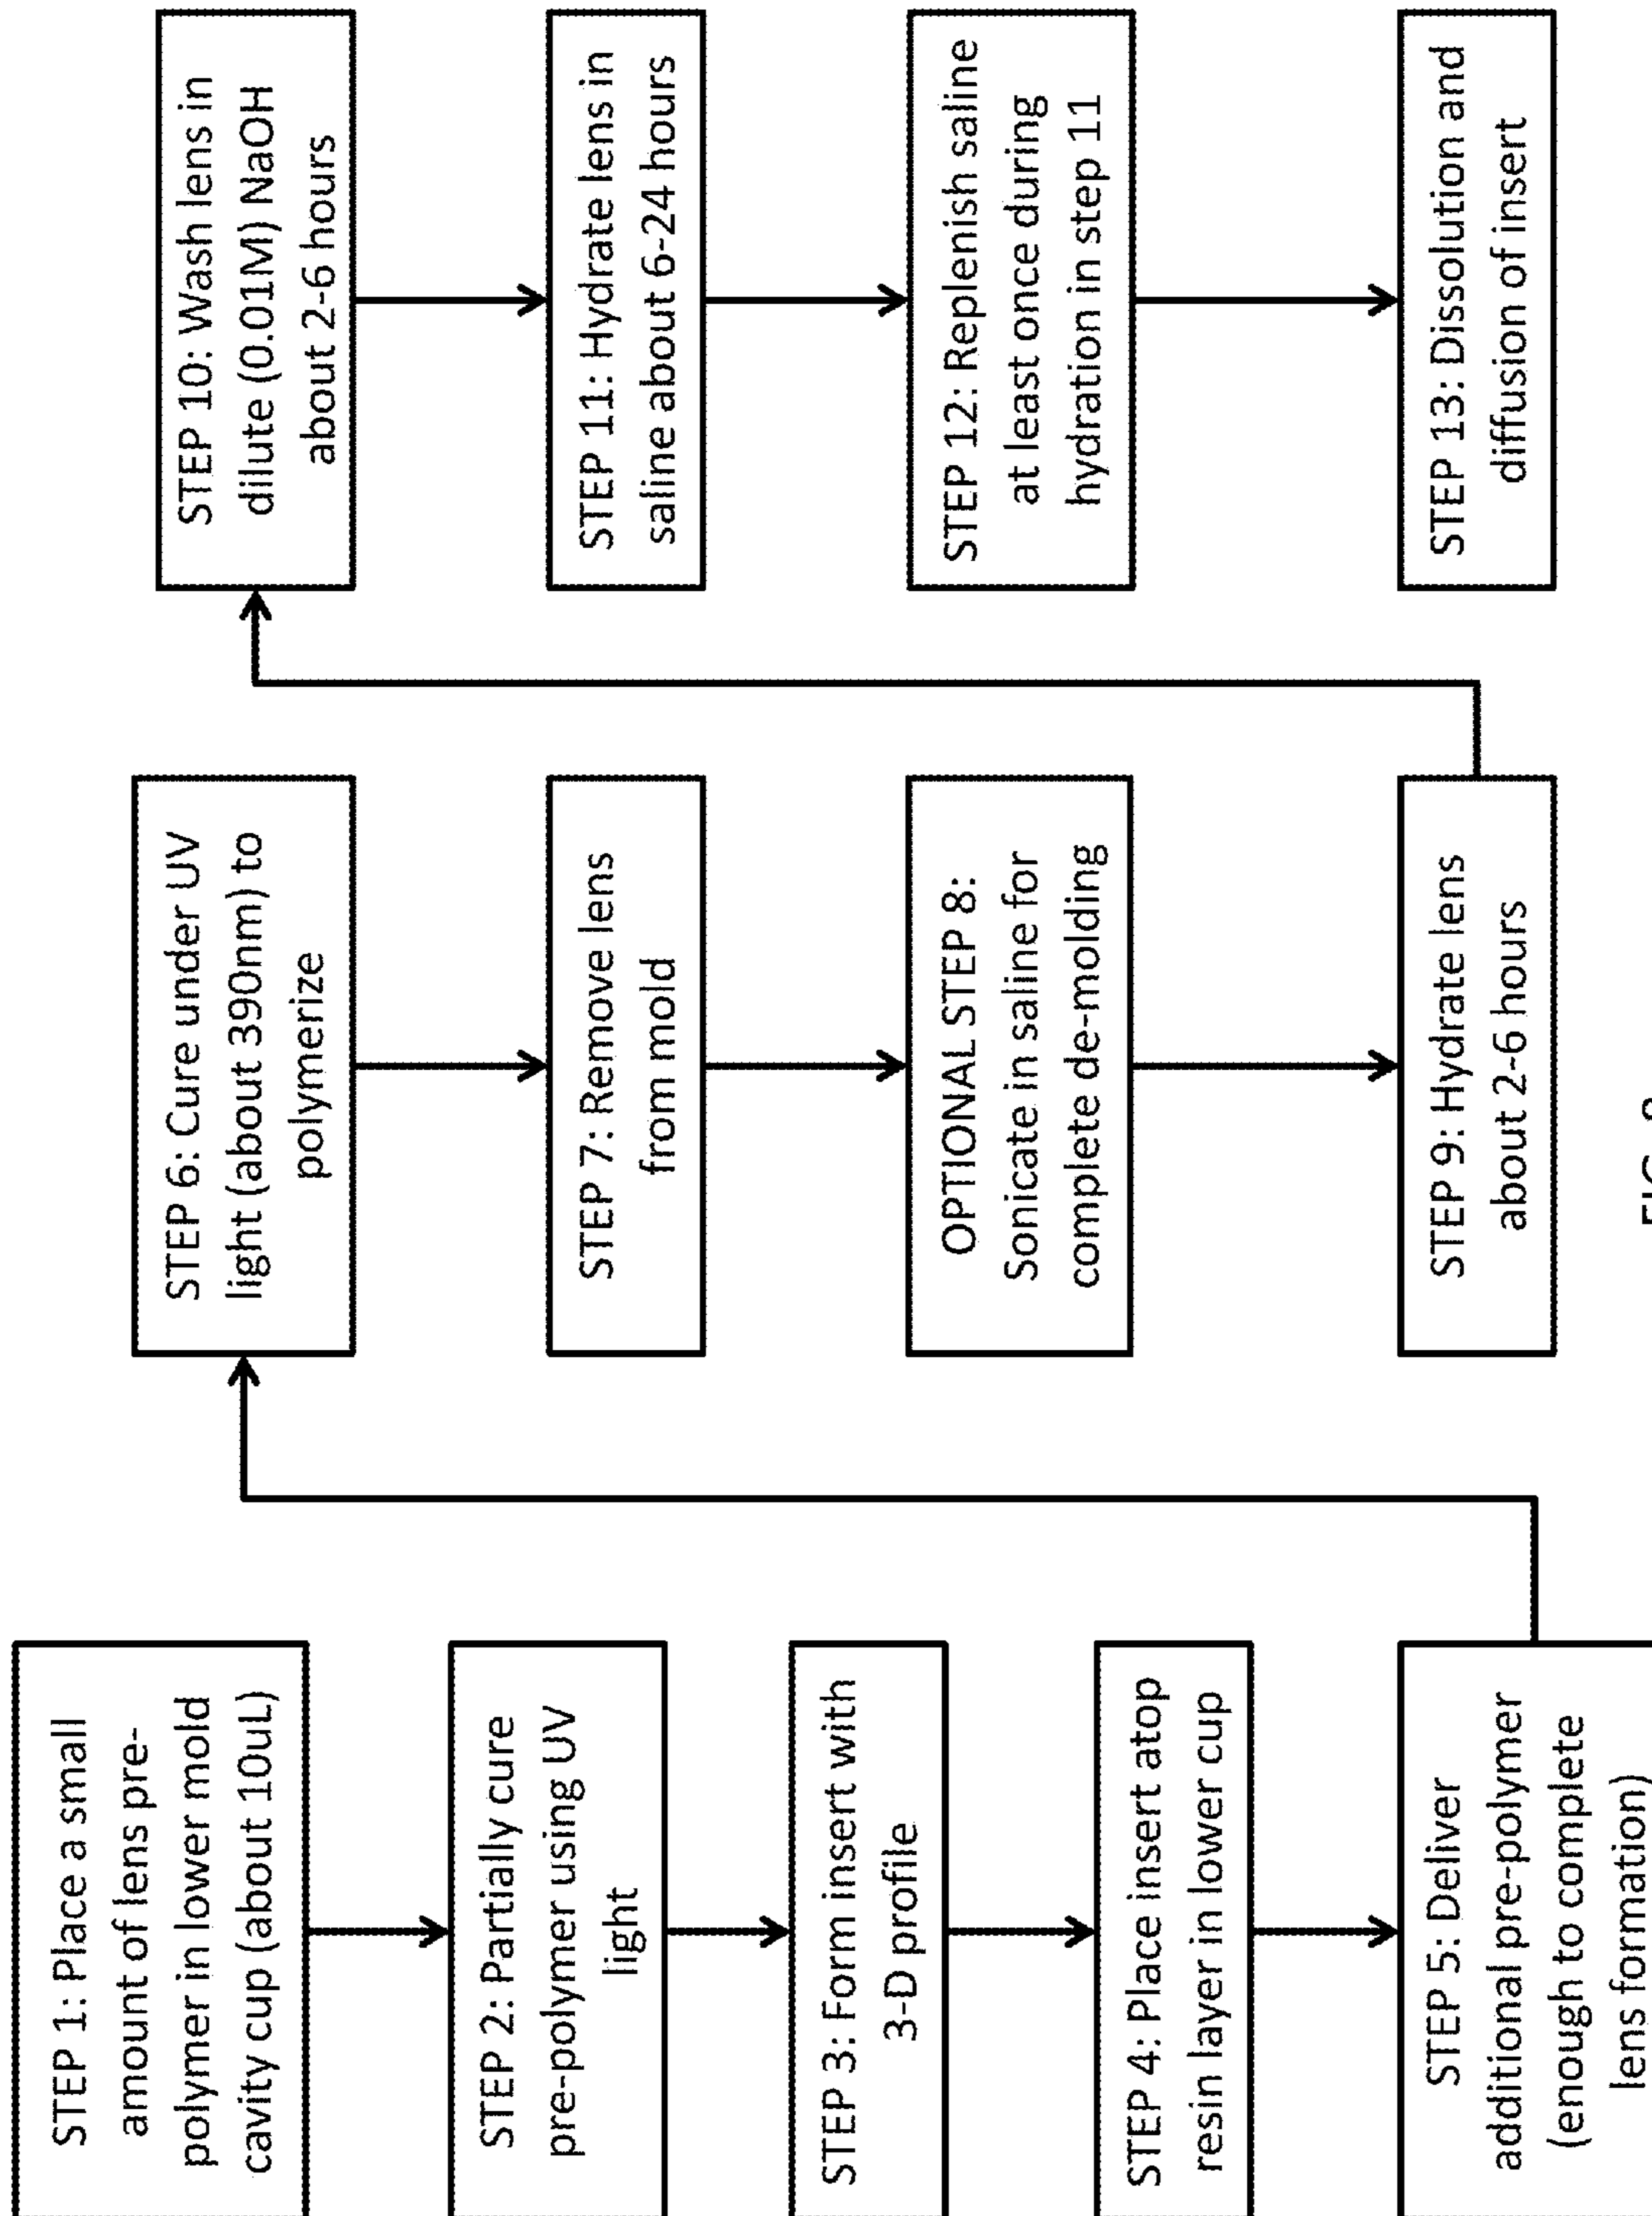 STEP 1: Place a small
amount of lens pre-
polymer in lower mold
cavity cup (about 10uL)
STEP 2: Partially cure
pre-polymer using UV
light
STEP 3: Form insert with
3-D profile
STEP 4: Place insert atop
resin layer in lower cup
STEP 5: Deliver
additional pre-polymer
(enough to complete
lens formation)
STEP 6: Cure under UV
light (about 390nm) to
polymerize
STEP 7: Remove lens
from mold
OPTIONAL STEP 8:
Sonicate in saline for
complete de-molding
STEP 9: Hydrate lens
about 2-6 hours
STEP 10: Wash lens in
dilute (0.01M) NaOH
about 2-6 hours
STEP 11: Hydrate lens in
saline about 6-24 hours
STEP 12: Replenish saline
at least once during
hydration in step 11
STEP 13: Dissolution and
diffusion of insert